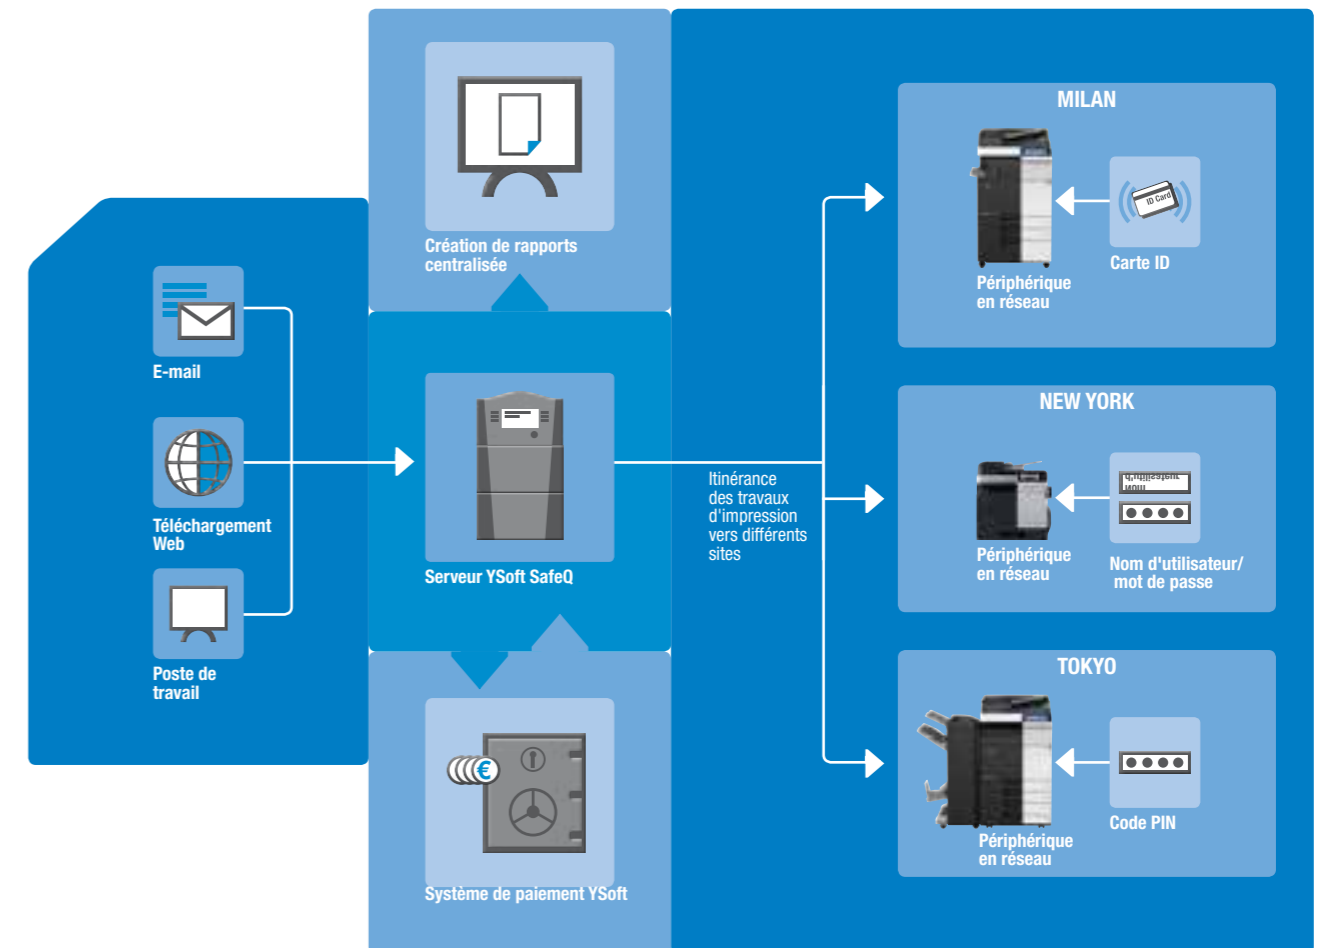 Création de rapports
centralisée
E-mail
Téléchargement
Web
Poste de
travail
Serveur YSoft SafeQ
€
Système de paiement YSoft
Itinérance
des travaux
d'impression
vers différents
sites
MILAN
ID Card
Périphérique
en réseau
Carte ID
NEW YORK
Nom
d'utilisateur
Périphérique
en réseau
Nom d'utilisateur/
mot de passe
TOKYO
Périphérique
en réseau
Code PIN